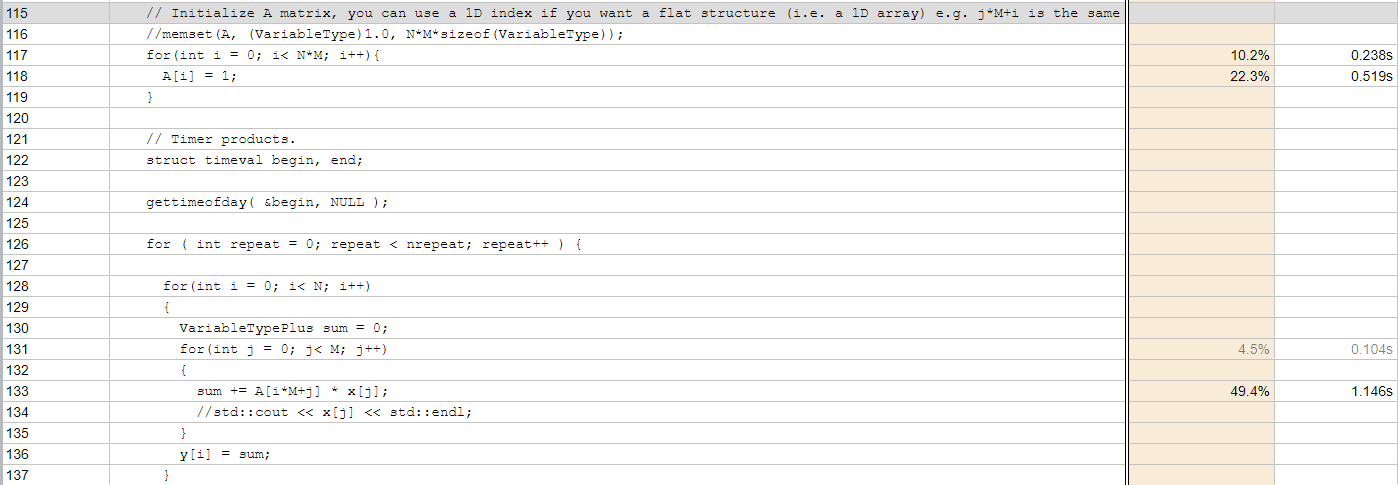 115 // Initialize A matrix, you can use a 1D index if you want a flat structure (i.e. a 1D array) e.g. j*M+i is the same
116 //memset(A, (VariableType)1.0, N*M*sizeof(VariableType));
117 for(int i = 0; i< N*M; i++){ 10.2% 0.238s
118 A[i] = 1; 22.3% 0.519s
119 }
120
121 // Timer products.
122 struct timeval begin, end;
123
124 gettimeofday( &begin, NULL );
125
126 for ( int repeat = 0; repeat < nrepeat; repeat++ ) {
127
128 for(int i = 0; i< N; i++)
129 {
130 VariableTypePlus sum = 0;
131 for(int j = 0; j< M; j++) 4.5% 0.104s
132 {
133 sum += A[i*M+j] * x[j]; 49.4% 1.146s
134 //std::cout << x[j] << std::endl;
135 }
136 y[i] = sum;
137 }